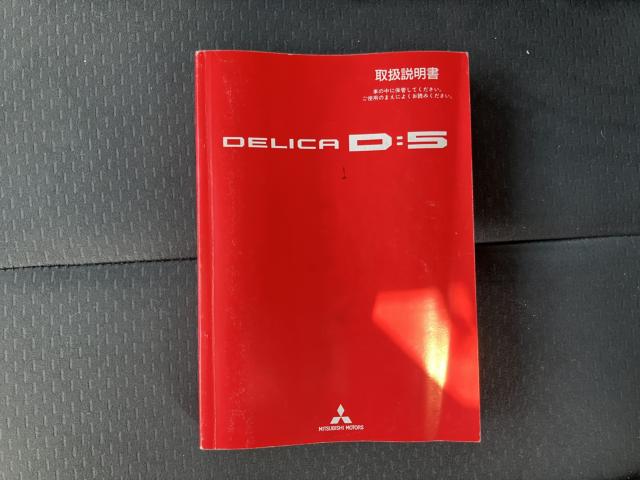 取扱説明書
車の中に保管してください。
ご使用のまえによくお読みください。
DELICA D:5
MITSUBISHI MOTORS